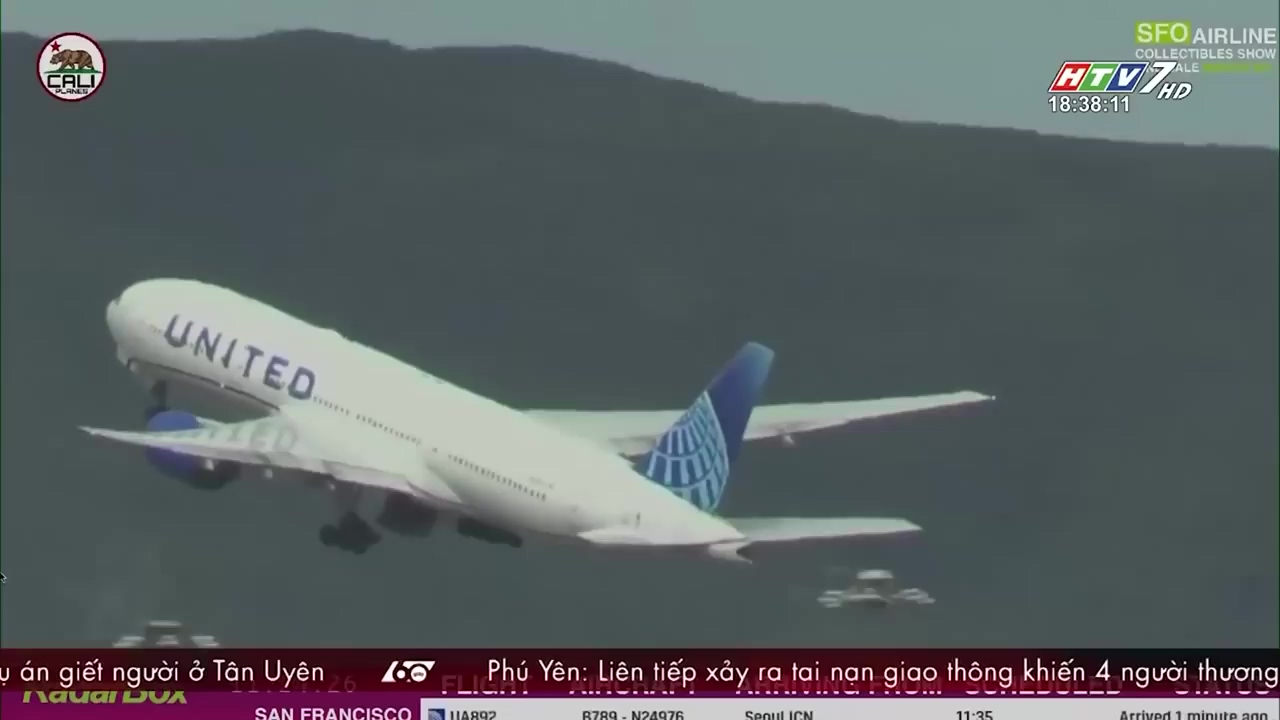 CALI
PLANES
SFO AIRLINE
COLLECTIBLES SHOW
HTV7 HD
18:38:11
UNITED
ụ án giết người ở Tân Uyên
60
Phú Yên: Liên tiếp xảy ra tai nạn giao thông khiến 4 người thương
RadarBox
FLIGHT AIRCRAFT ARRIVING FROM SCHEDULED STATUS
SAN FRANCISCO
UA892 B789 - N24976 Seoul ICN 11:35 Arrived 1 minute ago